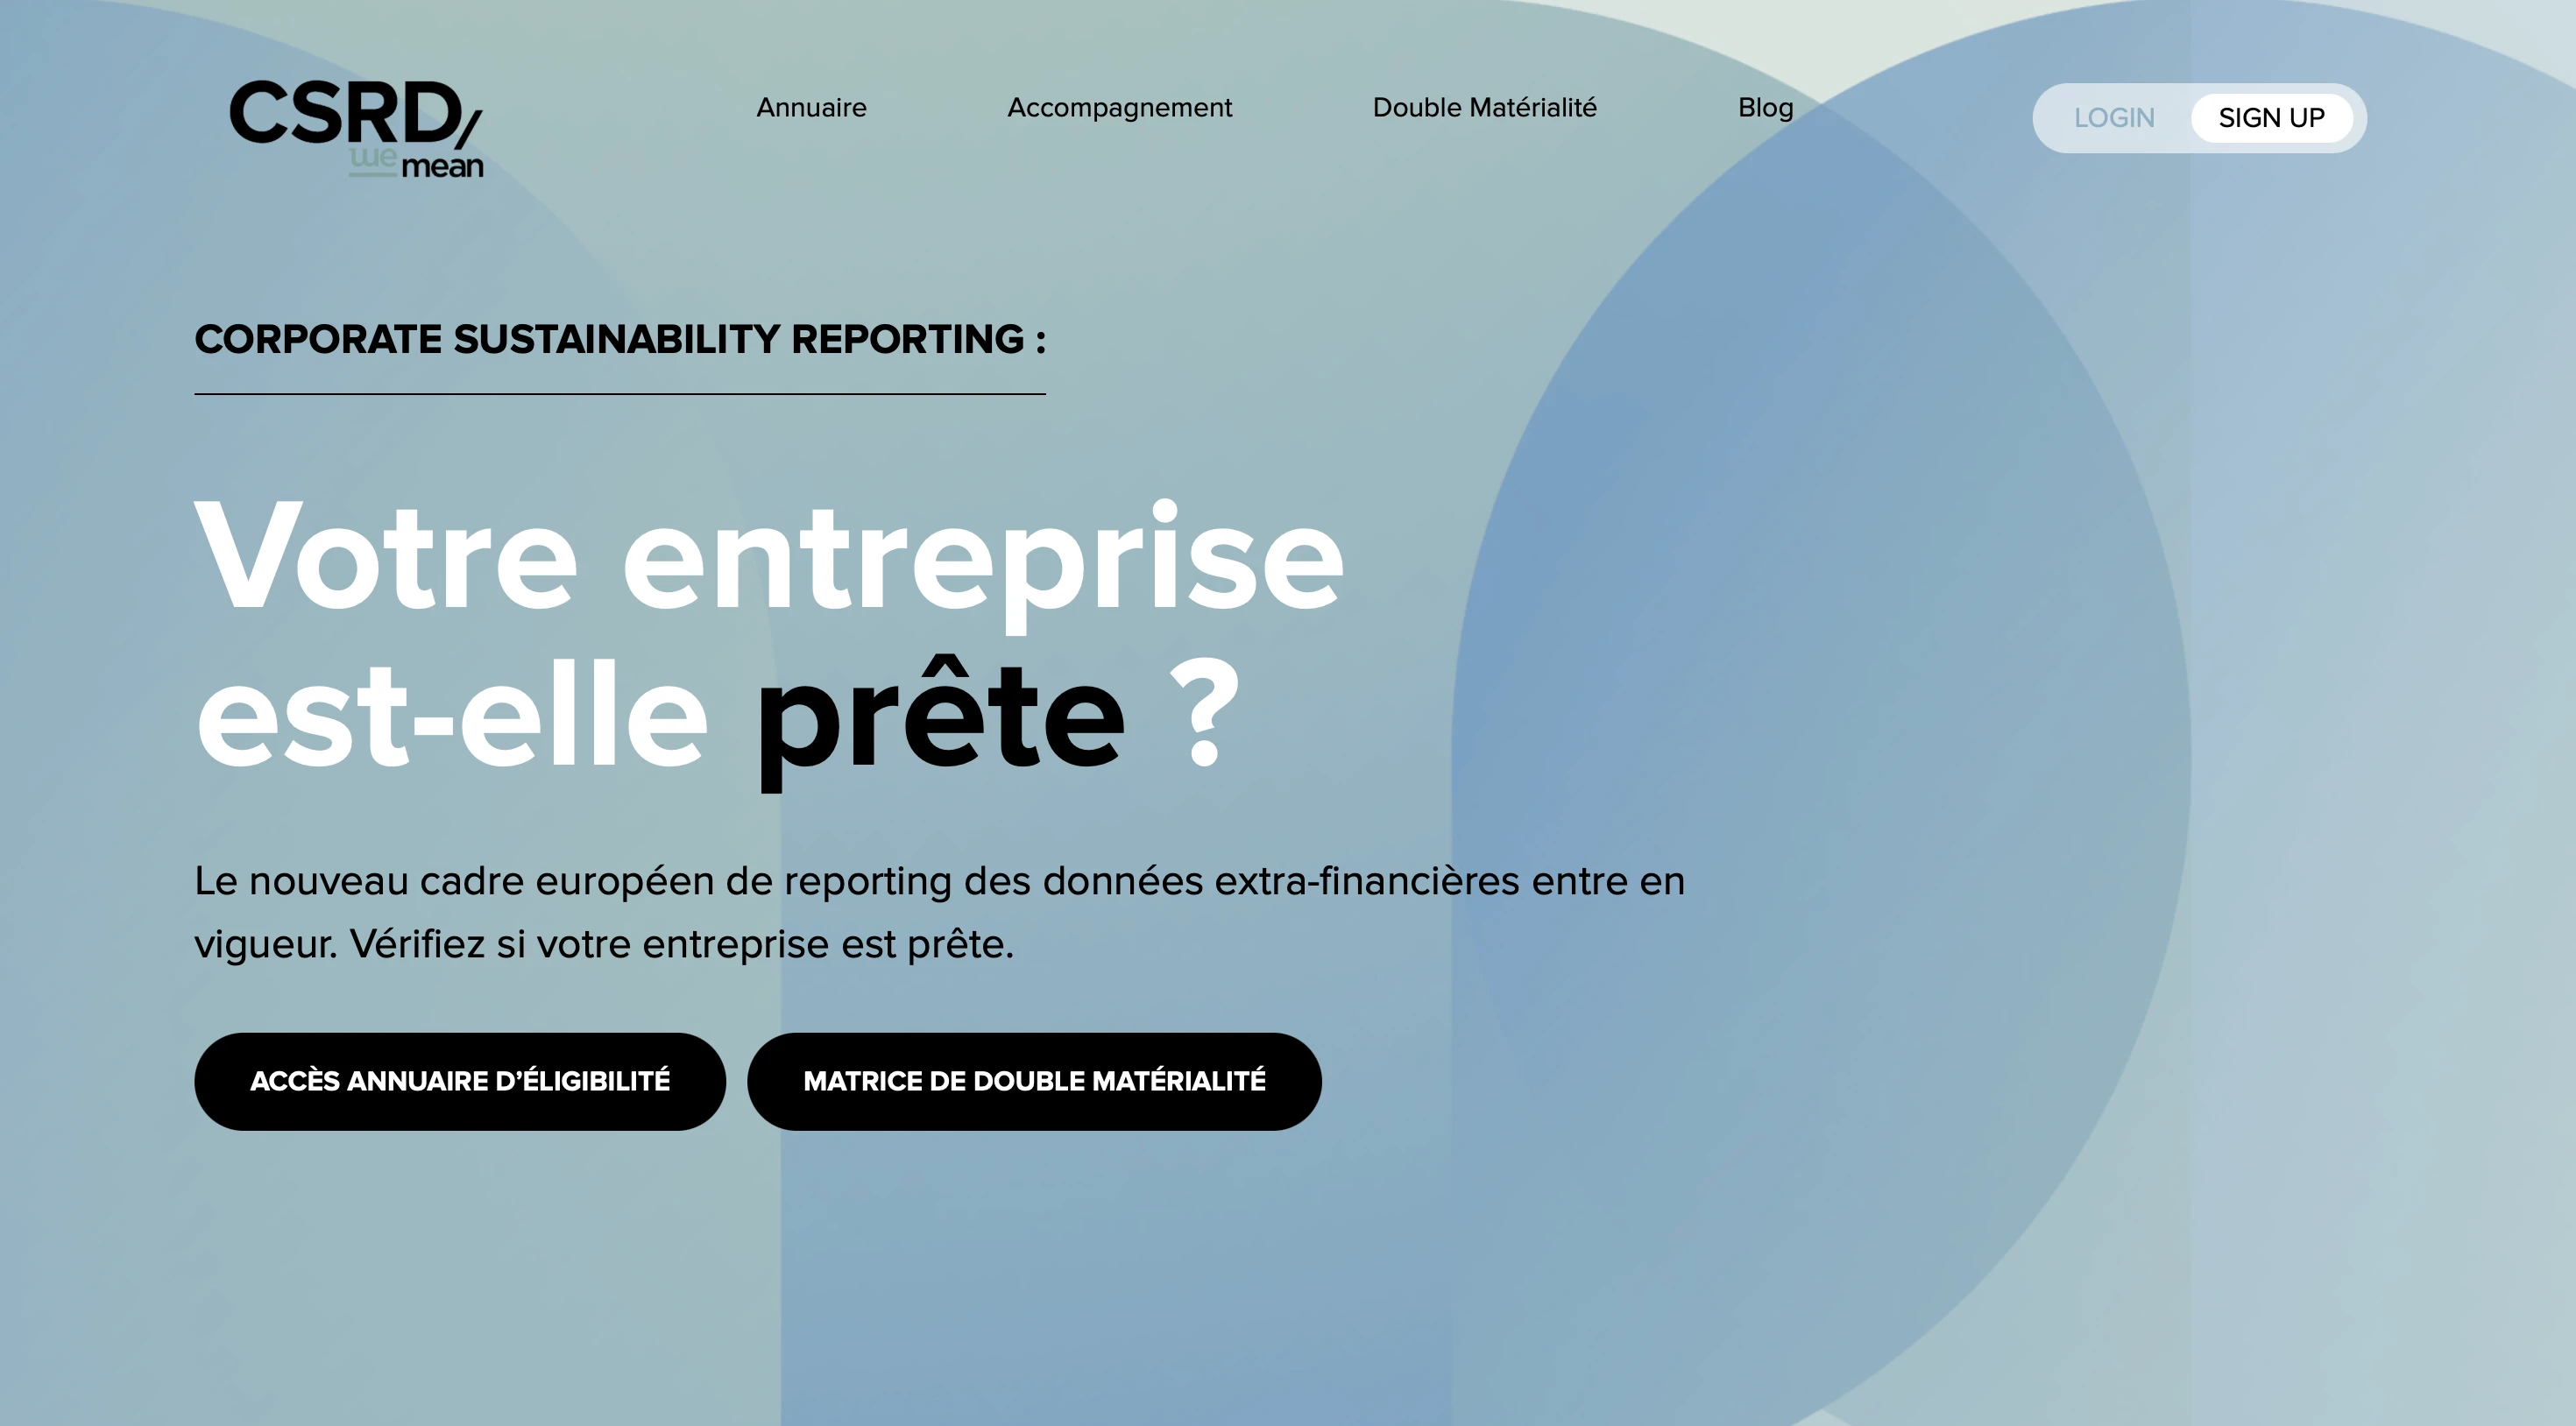 CSRD/
we mean
Annuaire
Accompagnement
Double Matérialité
Blog
LOGIN
SIGN UP
CORPORATE SUSTAINABILITY REPORTING :
Votre entreprise
est-elle prête ?
Le nouveau cadre européen de reporting des données extra-financières entre en
vigueur. Vérifiez si votre entreprise est prête.
ACCÈS ANNUAIRE D’ÉLIGIBILITÉ
MATRICE DE DOUBLE MATÉRIALITÉ